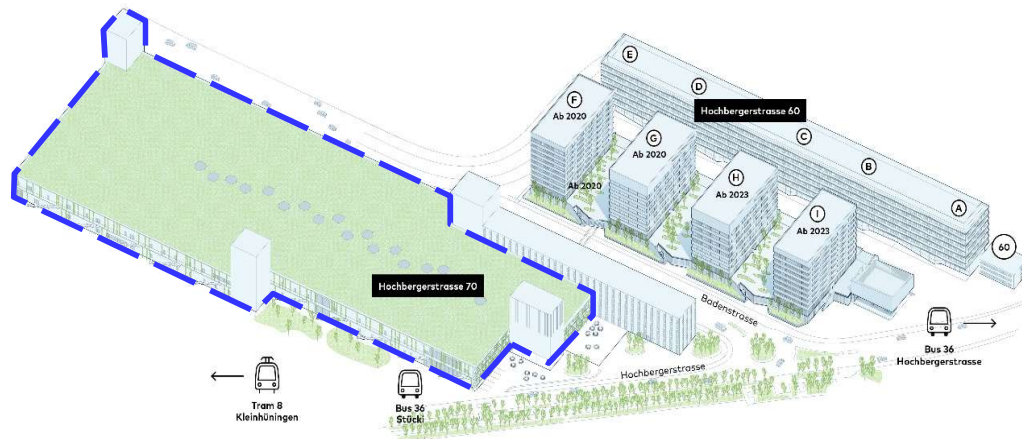 E
D
Hochbergerstrasse 60
F
Ab 2020
C
G
Ab 2020
B
H
Ab 2023
Ab 2020
A
I
Ab 2023
60
Hochbergerstrasse 70
Badenstrasse
Bus 36
Hochbergerstrasse
Hochbergerstrasse
Tram 8
Kleinhüningen
Bus 36
Stücki